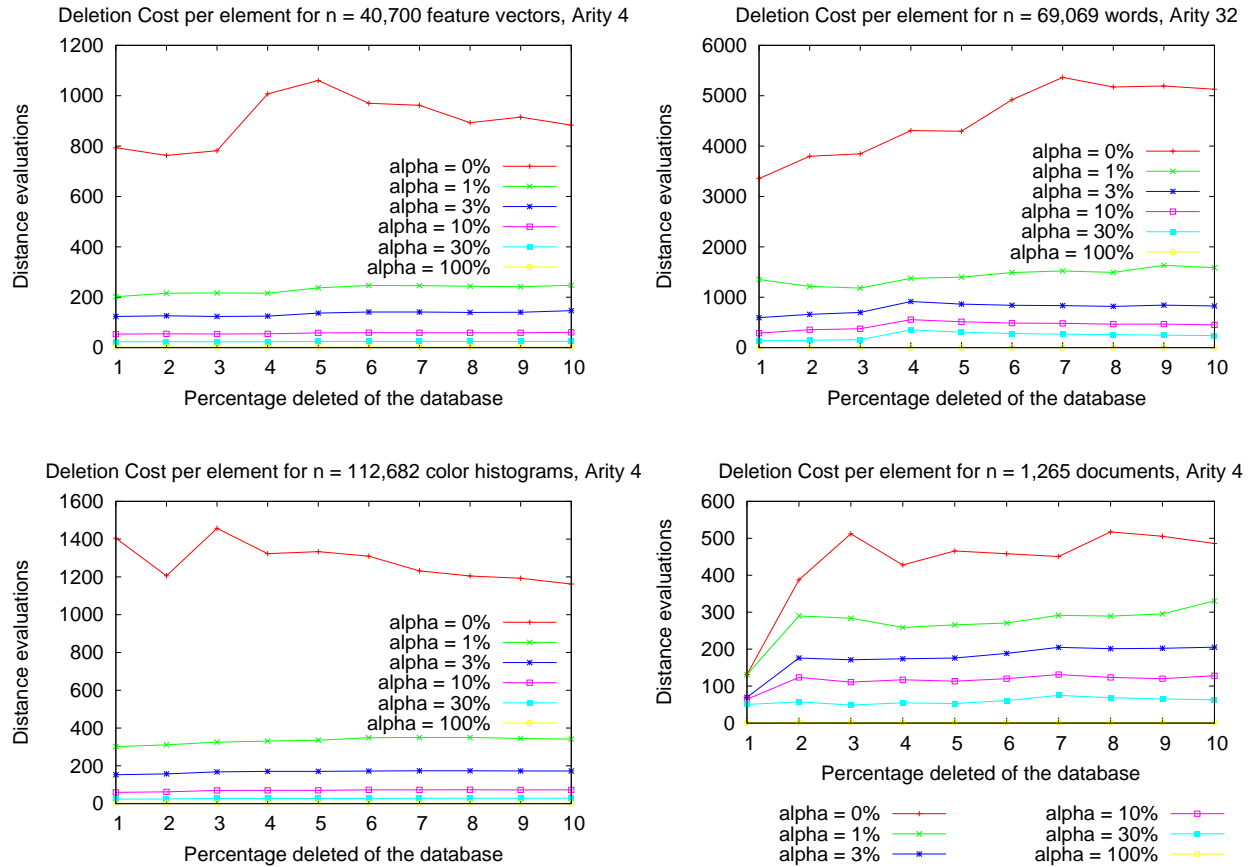 Deletion Cost per element for n = 40,700 feature vectors, Arity 4
1200
1000
800
600
400
200
0
Distance evaluations
alpha = 0%
alpha = 1%
alpha = 3%
alpha = 10%
alpha = 30%
alpha = 100%
1 2 3 4 5 6 7 8 9 10
Percentage deleted of the database
Deletion Cost per element for n = 69,069 words, Arity 32
6000
5000
4000
3000
2000
1000
0
Distance evaluations
alpha = 0%
alpha = 1%
alpha = 3%
alpha = 10%
alpha = 30%
alpha = 100%
1 2 3 4 5 6 7 8 9 10
Percentage deleted of the database
Deletion Cost per element for n = 112,682 color histograms, Arity 4
1600
1400
1200
1000
800
600
400
200
0
Distance evaluations
alpha = 0%
alpha = 1%
alpha = 3%
alpha = 10%
alpha = 30%
alpha = 100%
1 2 3 4 5 6 7 8 9 10
Percentage deleted of the database
Deletion Cost per element for n = 1,265 documents, Arity 4
600
500
400
300
200
100
0
Distance evaluations
1 2 3 4 5 6 7 8 9 10
Percentage deleted of the database
alpha = 0%
alpha = 1%
alpha = 3%
alpha = 10%
alpha = 30%
alpha = 100%